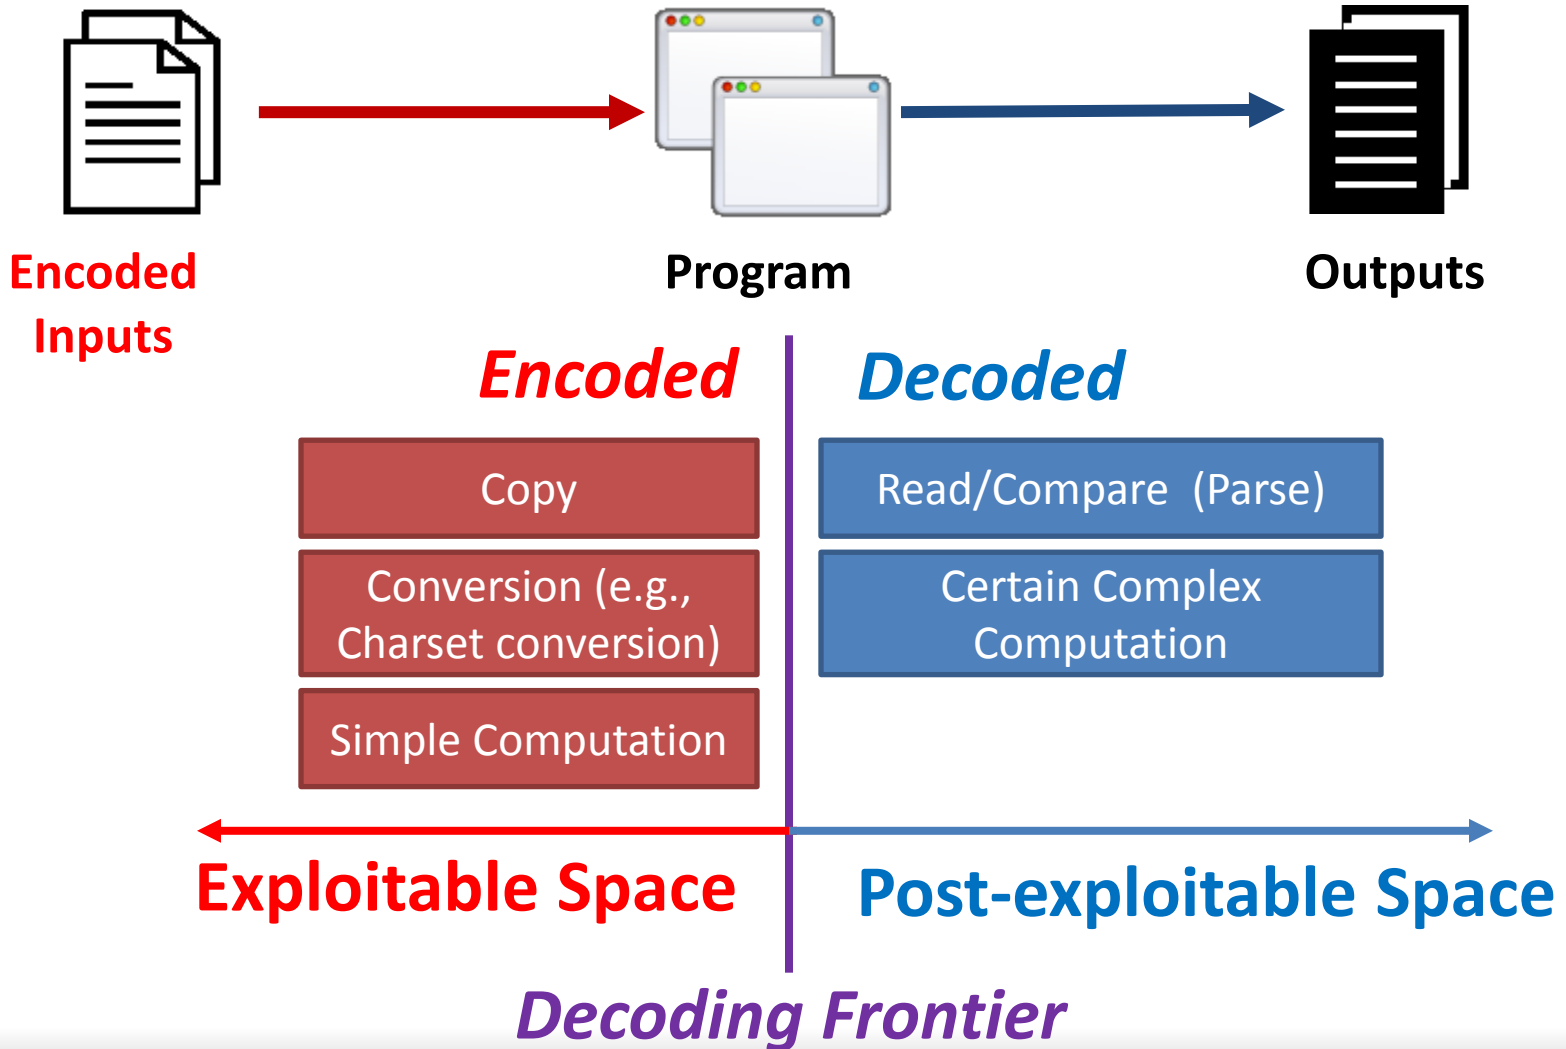 Encoded
Inputs
Program
Outputs
Encoded
Decoded
Copy
Read/Compare (Parse)
Conversion (e.g.,
Charset conversion)
Certain Complex
Computation
Simple Computation
Exploitable Space
Post-exploitable Space
Decoding Frontier